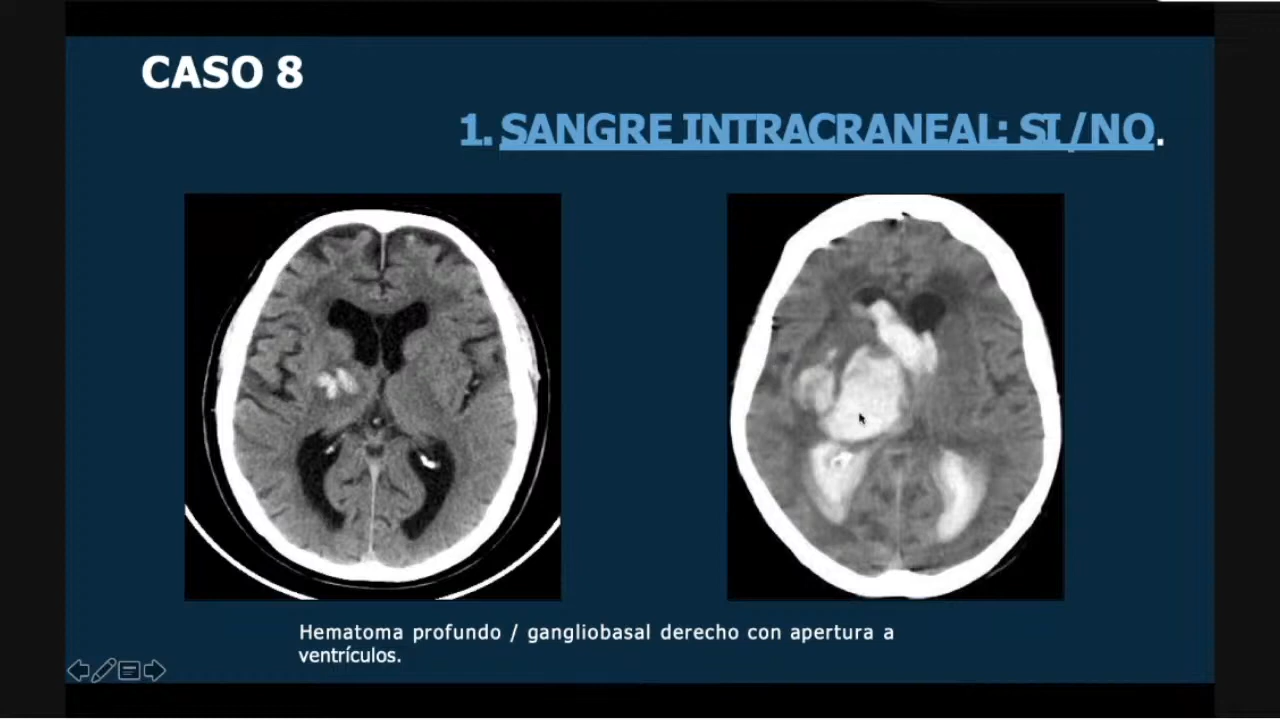 CASO 8
1. SANGRE INTRACRANEAL: SI /NO.
Hematoma profundo / gangliobasal derecho con apertura a
ventrículos.